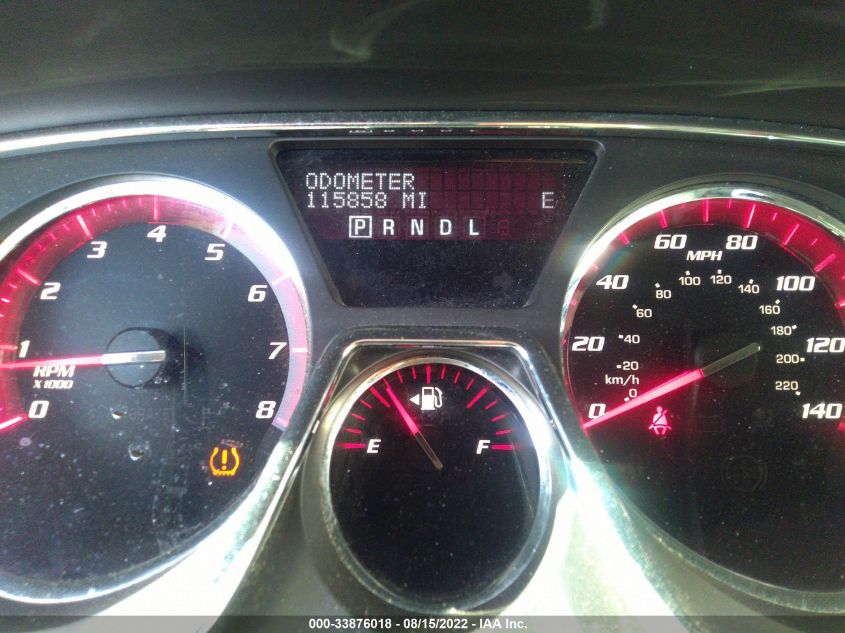 ODOMETER
115858 MI E
P R N D L
0 1 2 3 4 5 6 7 8
RPM
X 1000
E F
0 20 40 60 80 100 120 140
MPH
0 20 40 60 80 100 120 140 160 180 200 220
km/h
000-33876018 - 08/15/2022 - IAA Inc.